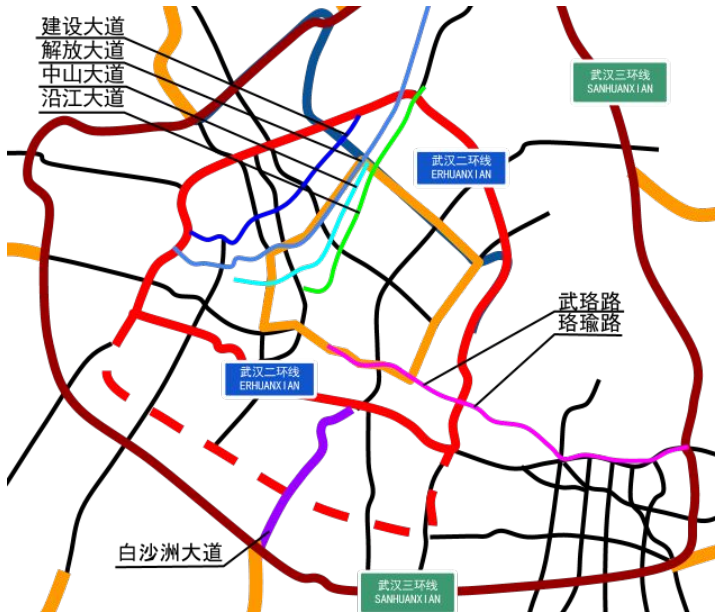 建设大道
解放大道
中山大道
沿江大道
武汉三环线
SANHUANXIAN
武汉二环线
ERHUANXIAN
武珞路
珞瑜路
武汉二环线
ERHUANXIAN
白沙洲大道
武汉三环线
SANHUANXIAN